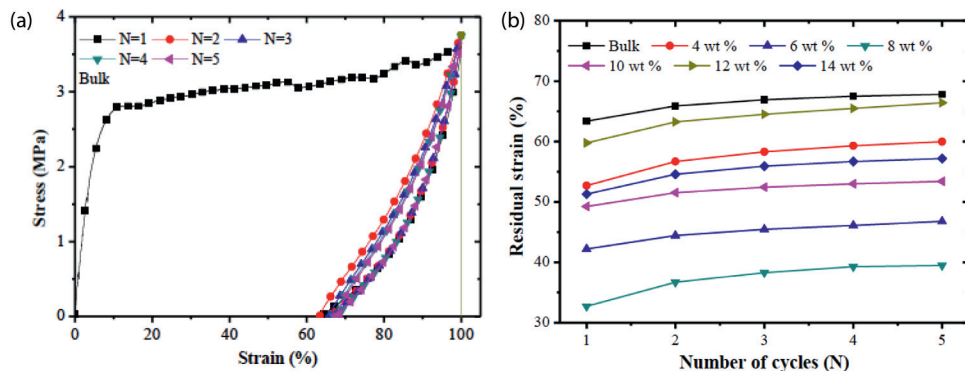 (a)
N=1 N=2 N=3
N=4 N=5
Bulk
Stress (MPa)
4
3
2
1
0
0 20 40 60 80 100
Strain (%)
(b)
Bulk 4 wt % 6 wt % 8 wt %
10 wt % 12 wt % 14 wt %
Residual strain (%)
80
70
60
50
40
30
1 2 3 4 5
Number of cycles (N)